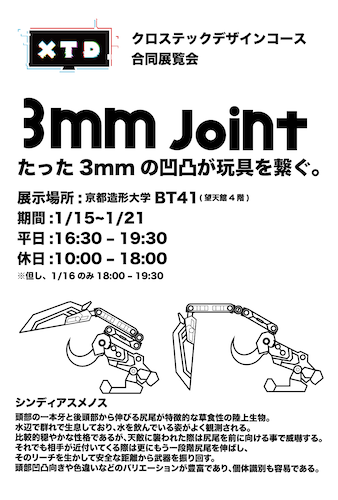 XTD
クロステックデザインコース
合同展覧会
3mm Joint
たった 3mm の凹凸が玩具を繋ぐ。
展示場所 : 京都造形大学 BT41 ( 望天館 4 階 )
期間 : 1/15~1/21
平日 : 16:30 – 19:30
休日 : 10:00 – 18:00
※但し、1/16 のみ 18:00 – 19:30
シンディアスメノス
頭部の一本牙と後頭部から伸びる尻尾が特徴的な草食性の陸上生物。
水辺で群れで生息しており、水を飲んでいる姿がよく観測される。
比較的穏やかな性格であるが、天敵に襲われた際は尻尾を前に向ける事で威嚇する。
それでも相手が近付いてくる際は更にもう一段階尻尾を伸ばし、
そのリーチを生かして安全な距離から武器を振り回す。
頭部凹凸向きや色違いなどのバリエーションが豊富であり、個体識別も容易である。